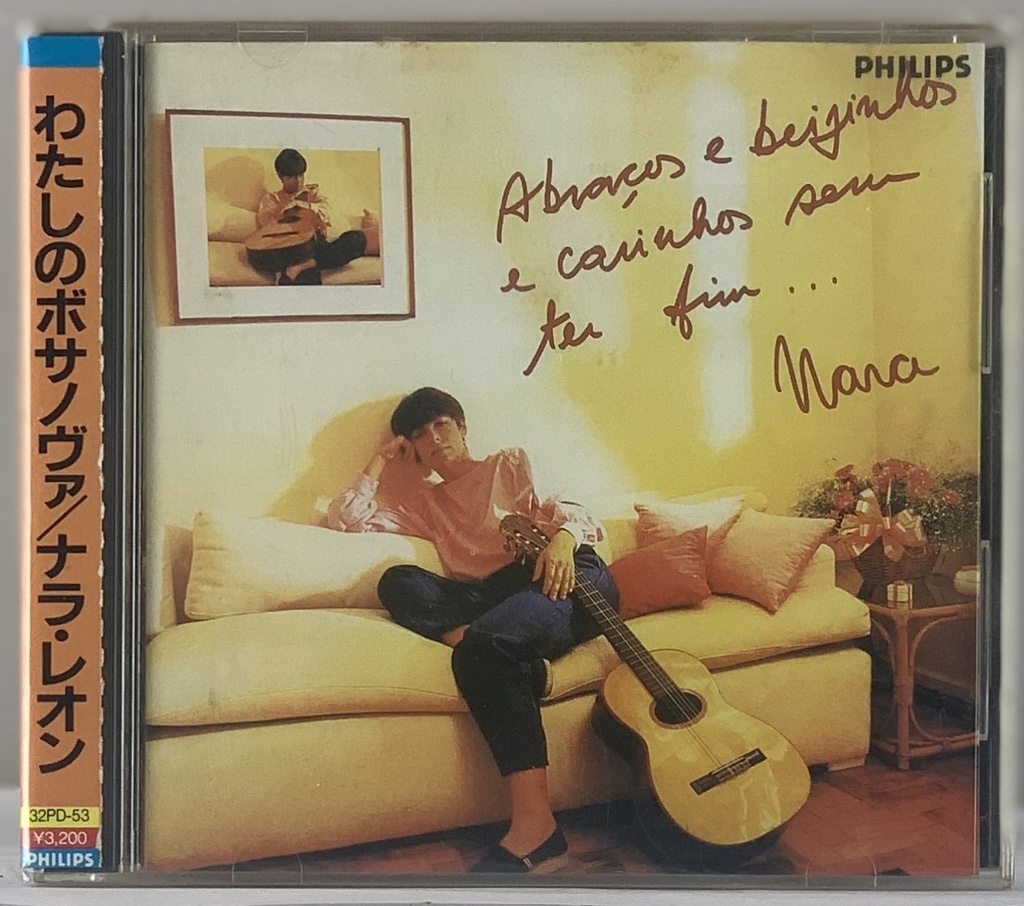 わたしのボサノヴァ/ナラ・レオン
32PD-53
¥3,200
PHILIPS
PHILIPS
Abraços e beijinhos
e carinhos sem
ter fim...
Nara